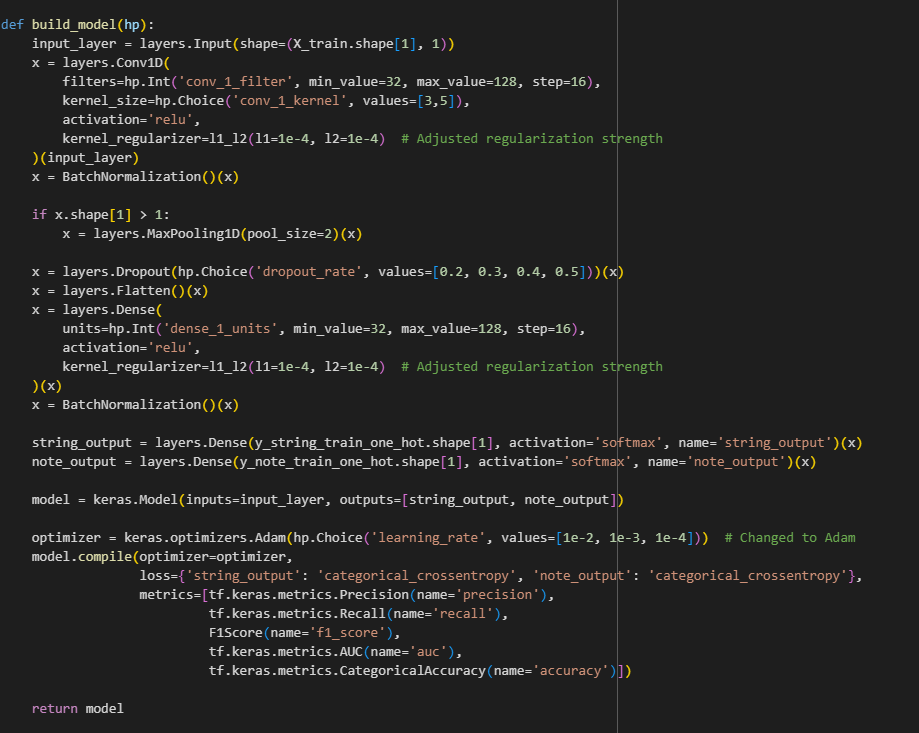 def build_model(hp):
    input_layer = layers.Input(shape=(X_train.shape[1], 1))
    x = layers.Conv1D(
        filters=hp.Int('conv_1_filter', min_value=32, max_value=128, step=16),
        kernel_size=hp.Choice('conv_1_kernel', values=[3,5]),
        activation='relu',
        kernel_regularizer=l1_l2(l1=1e-4, l2=1e-4)  # Adjusted regularization strength
    )(input_layer)
    x = BatchNormalization()(x)

    if x.shape[1] > 1:
        x = layers.MaxPooling1D(pool_size=2)(x)

    x = layers.Dropout(hp.Choice('dropout_rate', values=[0.2, 0.3, 0.4, 0.5]))(x)
    x = layers.Flatten()(x)
    x = layers.Dense(
        units=hp.Int('dense_1_units', min_value=32, max_value=128, step=16),
        activation='relu',
        kernel_regularizer=l1_l2(l1=1e-4, l2=1e-4)  # Adjusted regularization strength
    )(x)
    x = BatchNormalization()(x)

    string_output = layers.Dense(y_string_train_one_hot.shape[1], activation='softmax', name='string_output')(x)
    note_output = layers.Dense(y_note_train_one_hot.shape[1], activation='softmax', name='note_output')(x)

    model = keras.Model(inputs=input_layer, outputs=[string_output, note_output])

    optimizer = keras.optimizers.Adam(hp.Choice('learning_rate', values=[1e-2, 1e-3, 1e-4]))  # Changed to Adam
    model.compile(optimizer=optimizer,
                  loss={'string_output': 'categorical_crossentropy', 'note_output': 'categorical_crossentropy'},
                  metrics=[tf.keras.metrics.Precision(name='precision'),
                           tf.keras.metrics.Recall(name='recall'),
                           F1Score(name='f1_score'),
                           tf.keras.metrics.AUC(name='auc'),
                           tf.keras.metrics.CategoricalAccuracy(name='accuracy')])

    return model